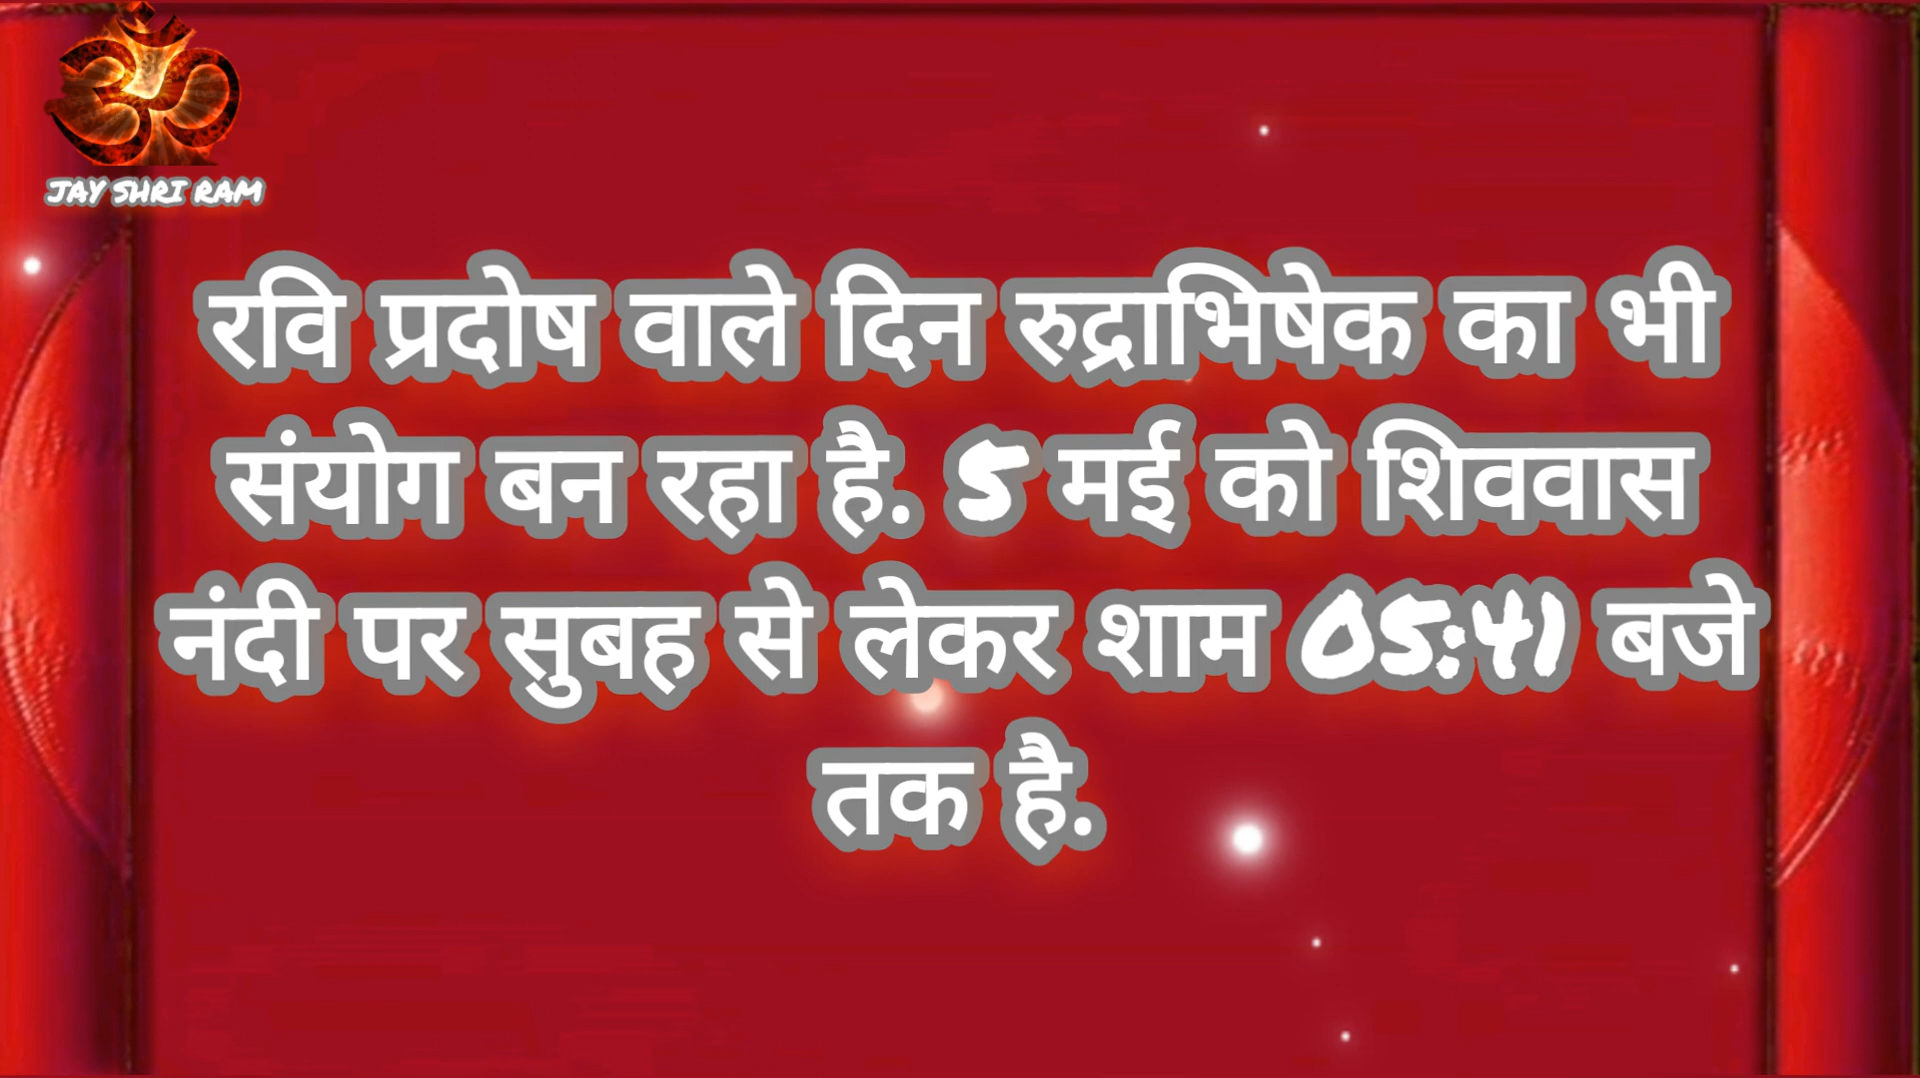 JAY SHRI RAM
रवि प्रदोष वाले दिन रुद्राभिषेक का भी
संयोग बन रहा है. 5 मई को शिववास
नंदी पर सुबह से लेकर शाम 05:41 बजे
तक है.